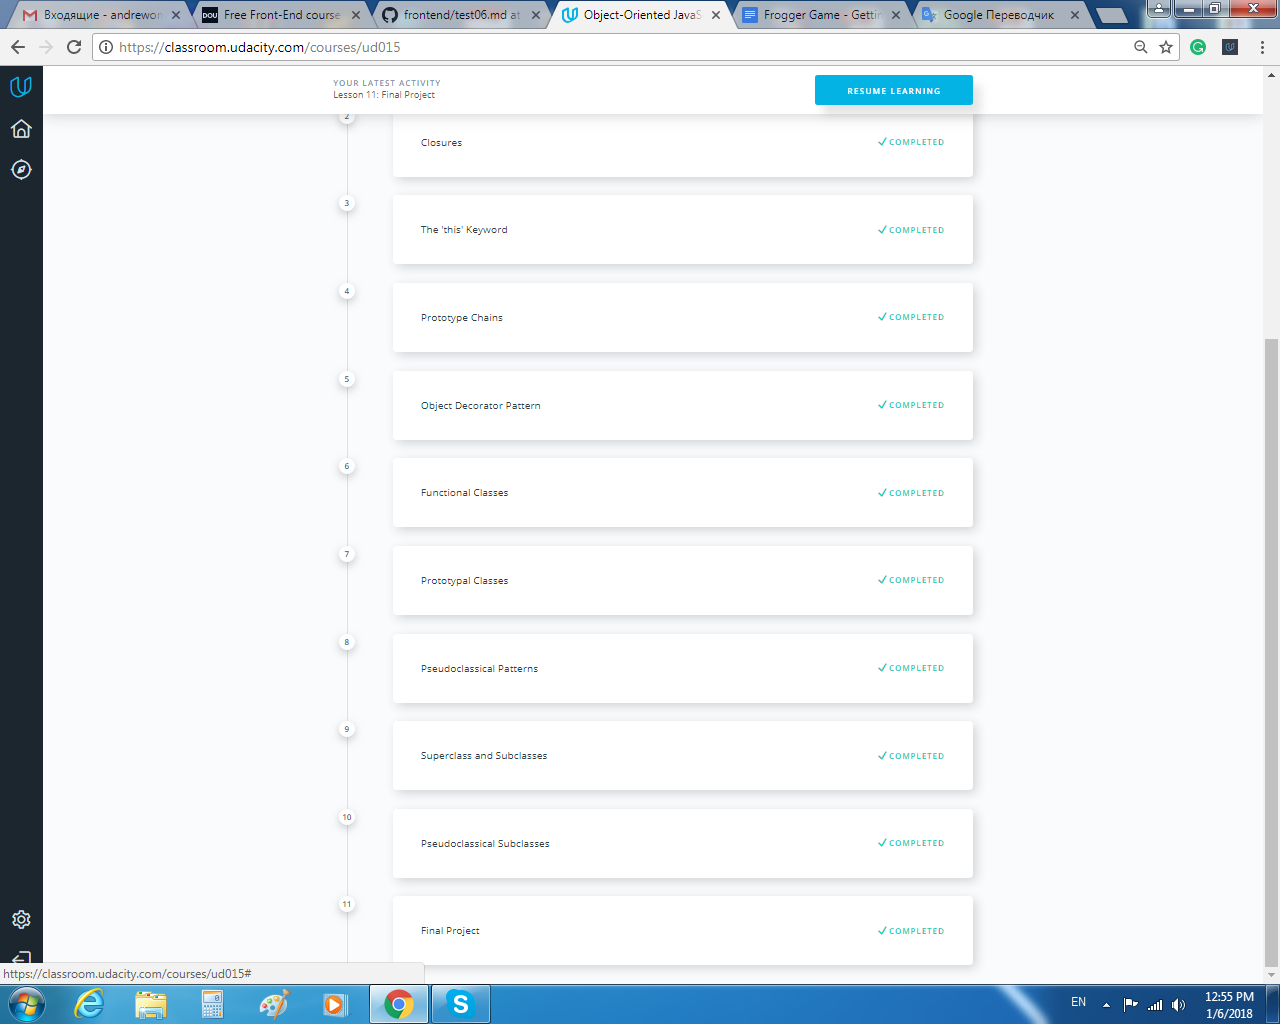 Входящие - andrewon
Free Front-End course
frontend/test06.md at
Object-Oriented JavaS
Frogger Game - Gettin
Google Переводчик
https://classroom.udacity.com/courses/ud015
YOUR LATEST ACTIVITY
Lesson 11: Final Project
RESUME LEARNING
2
Closures
COMPLETED
3
The 'this' Keyword
COMPLETED
4
Prototype Chains
COMPLETED
5
Object Decorator Pattern
COMPLETED
6
Functional Classes
COMPLETED
7
Prototypal Classes
COMPLETED
8
Pseudoclassical Patterns
COMPLETED
9
Superclass and Subclasses
COMPLETED
10
Pseudoclassical Subclasses
COMPLETED
11
Final Project
COMPLETED
https://classroom.udacity.com/courses/ud015#
EN
12:55 PM
1/6/2018